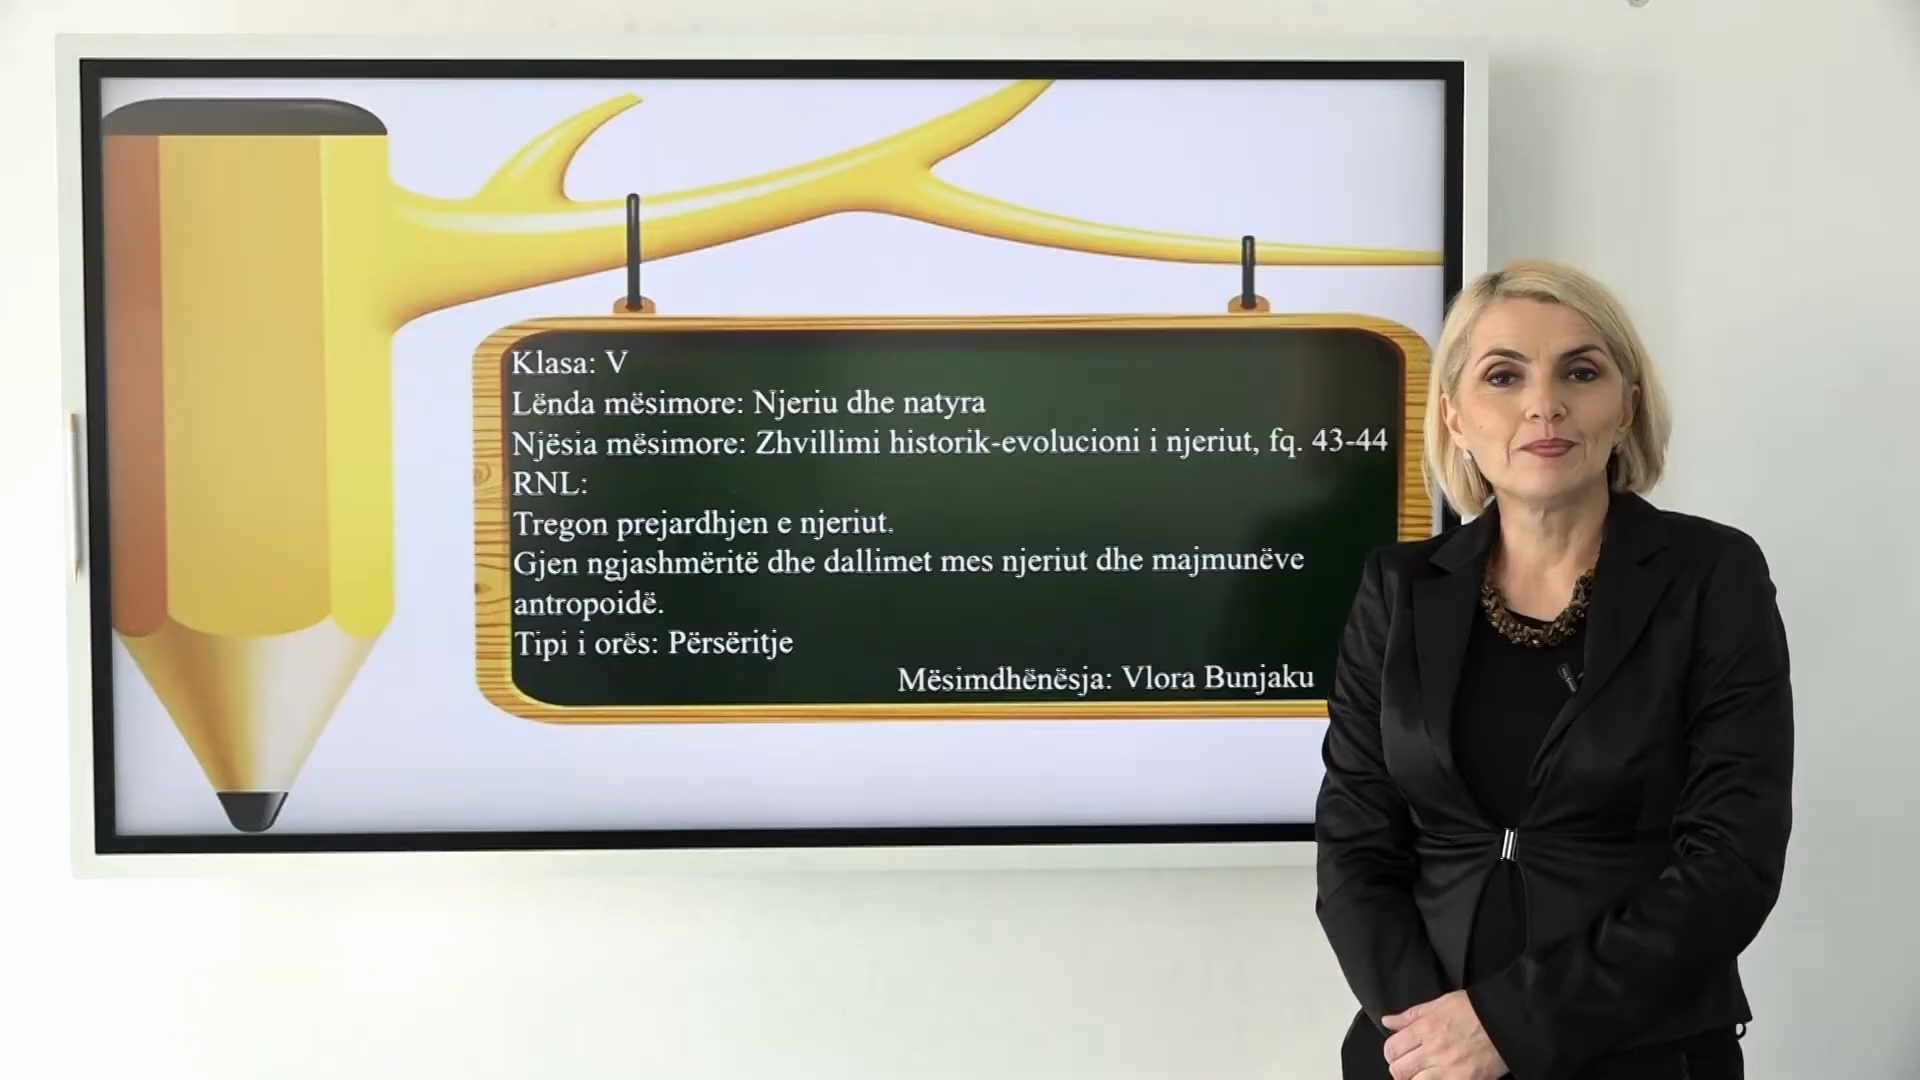 Klasa: V
Lënda mësimore: Njeriu dhe natyra
Njësia mësimore: Zhvillimi historik-evolucioni i njeriut, fq. 43-44
RNL:
Tregon prejardhjen e njeriut.
Gjen ngjashmëritë dhe dallimet mes njeriut dhe majmunëve
antropoidë.
Tipi i orës: Përsëritje
Mësimdhënësja: Vlora Bunjaku